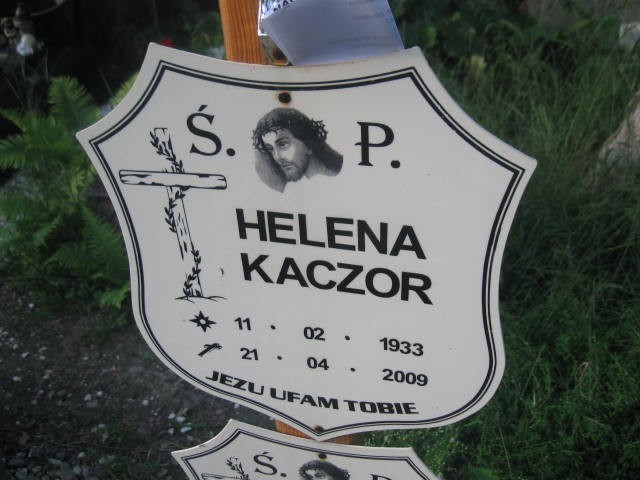 Ś. P.
HELENA
KACZOR
11 · 02 · 1933
21 · 04 · 2009
JEZU UFAM TOBIE
Ś. P.